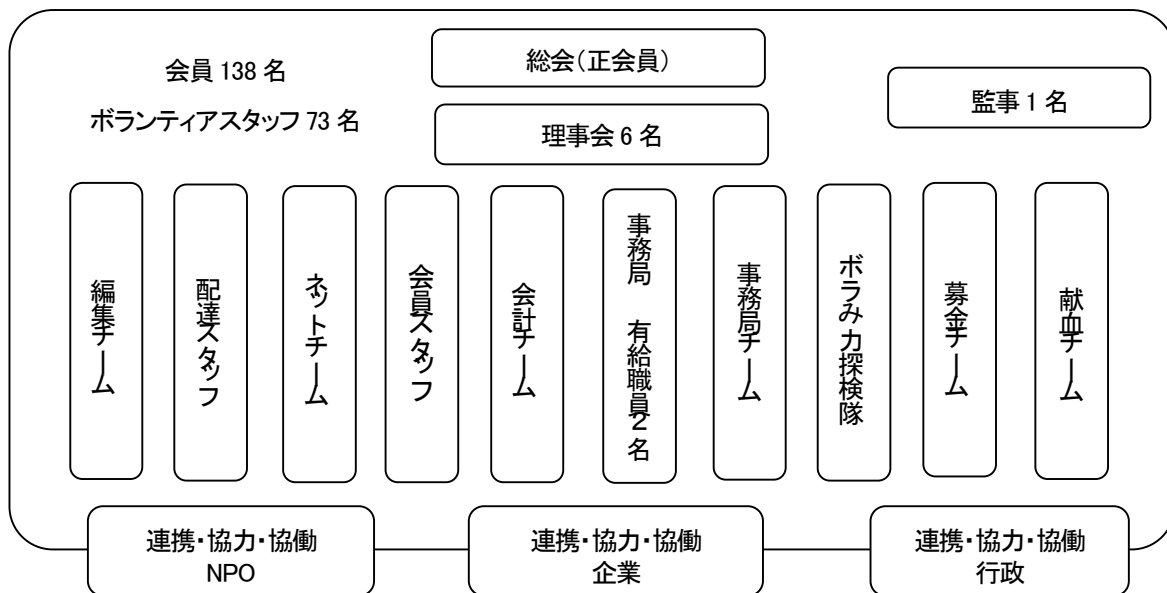 会員 138 名
ボランティアスタッフ 73 名
総会(正会員)
理事会 6 名
監事 1 名
編集チーム
配達スタッフ
ネットチーム
会員スタッフ
会計チーム
事務局 有給職員2名
事務局チーム
ボラみ力探検隊
募金チーム
献血チーム
連携・協力・協働
NPO
連携・協力・協働
企業
連携・協力・協働
行政